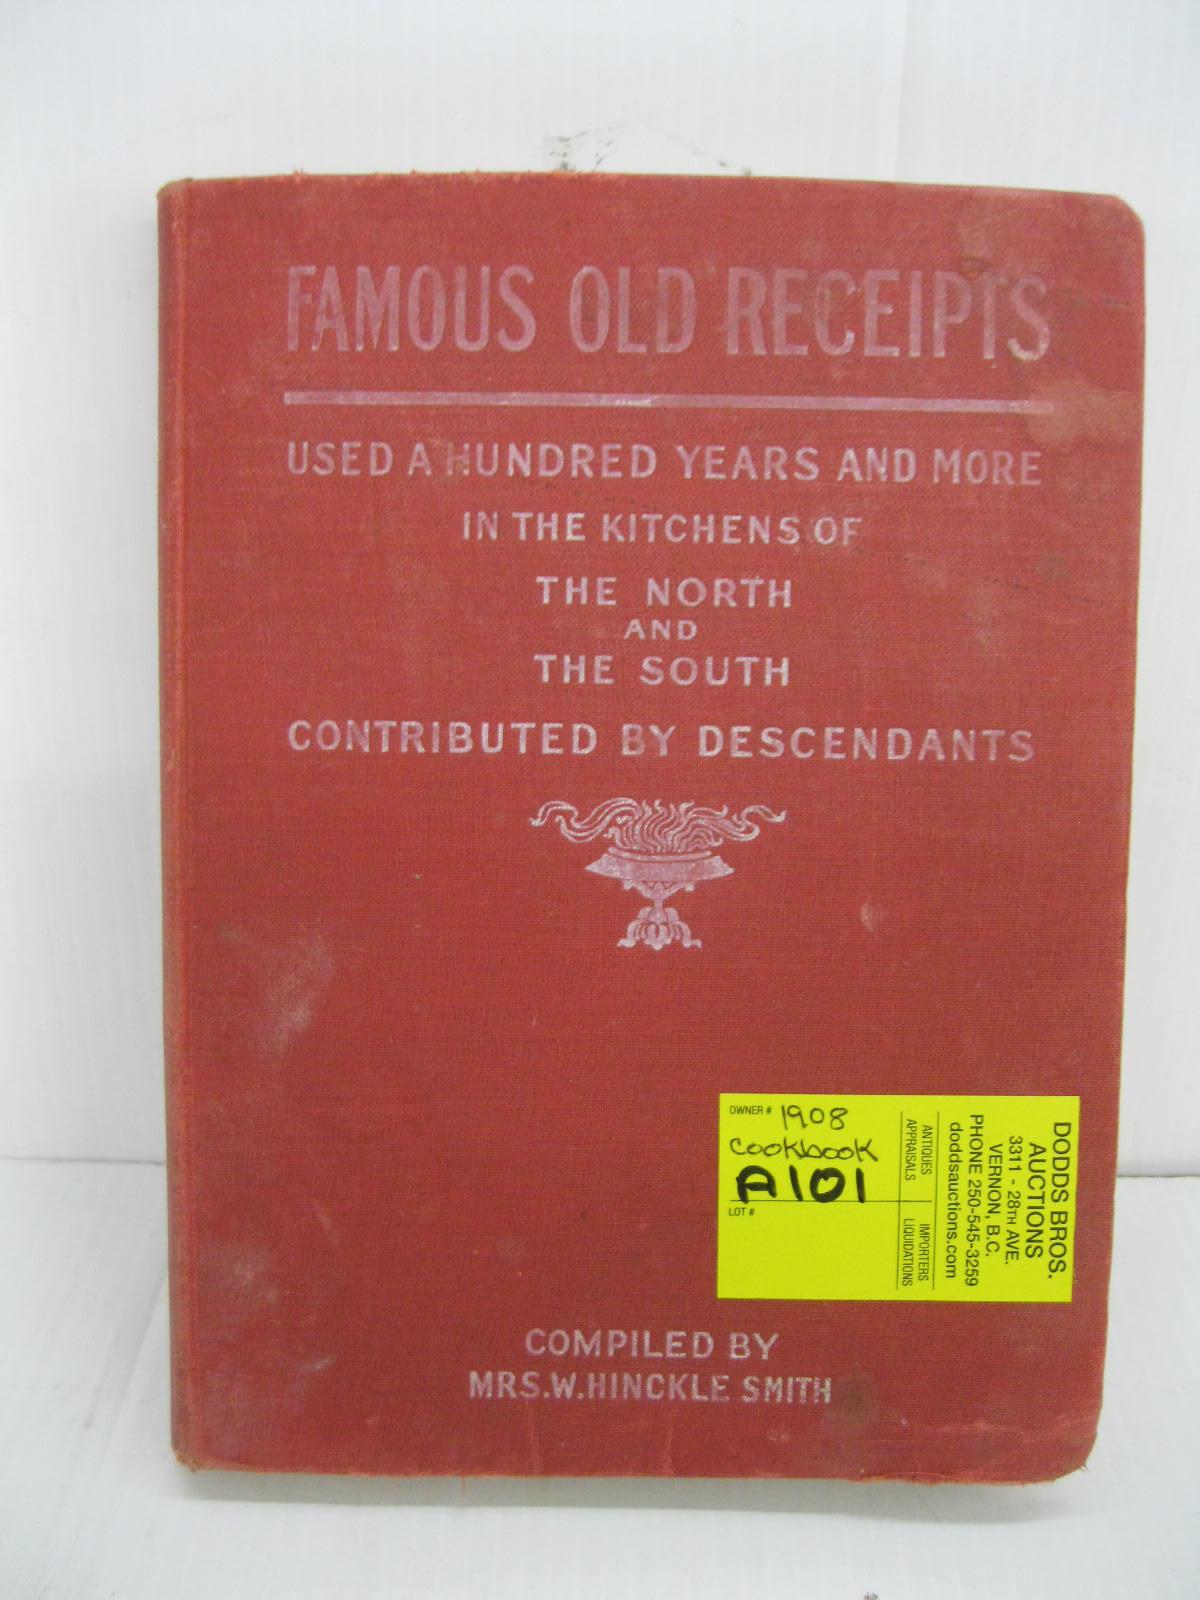 FAMOUS OLD RECEIPTS
USED A HUNDRED YEARS AND MORE
IN THE KITCHENS OF
THE NORTH
AND
THE SOUTH
CONTRIBUTED BY DESCENDANTS
OWNER # 1908
cookbook
A101
LOT #
ANTIQUES
APPRAISALS
IMPORTERS
LIQUIDATIONS
DODDS BROS.
AUCTIONS
3311 - 28TH AVE.
VERNON, B.C.
PHONE 250-545-3259
doddsauctions.com
COMPILED BY
MRS.W.HINCKLE SMITH